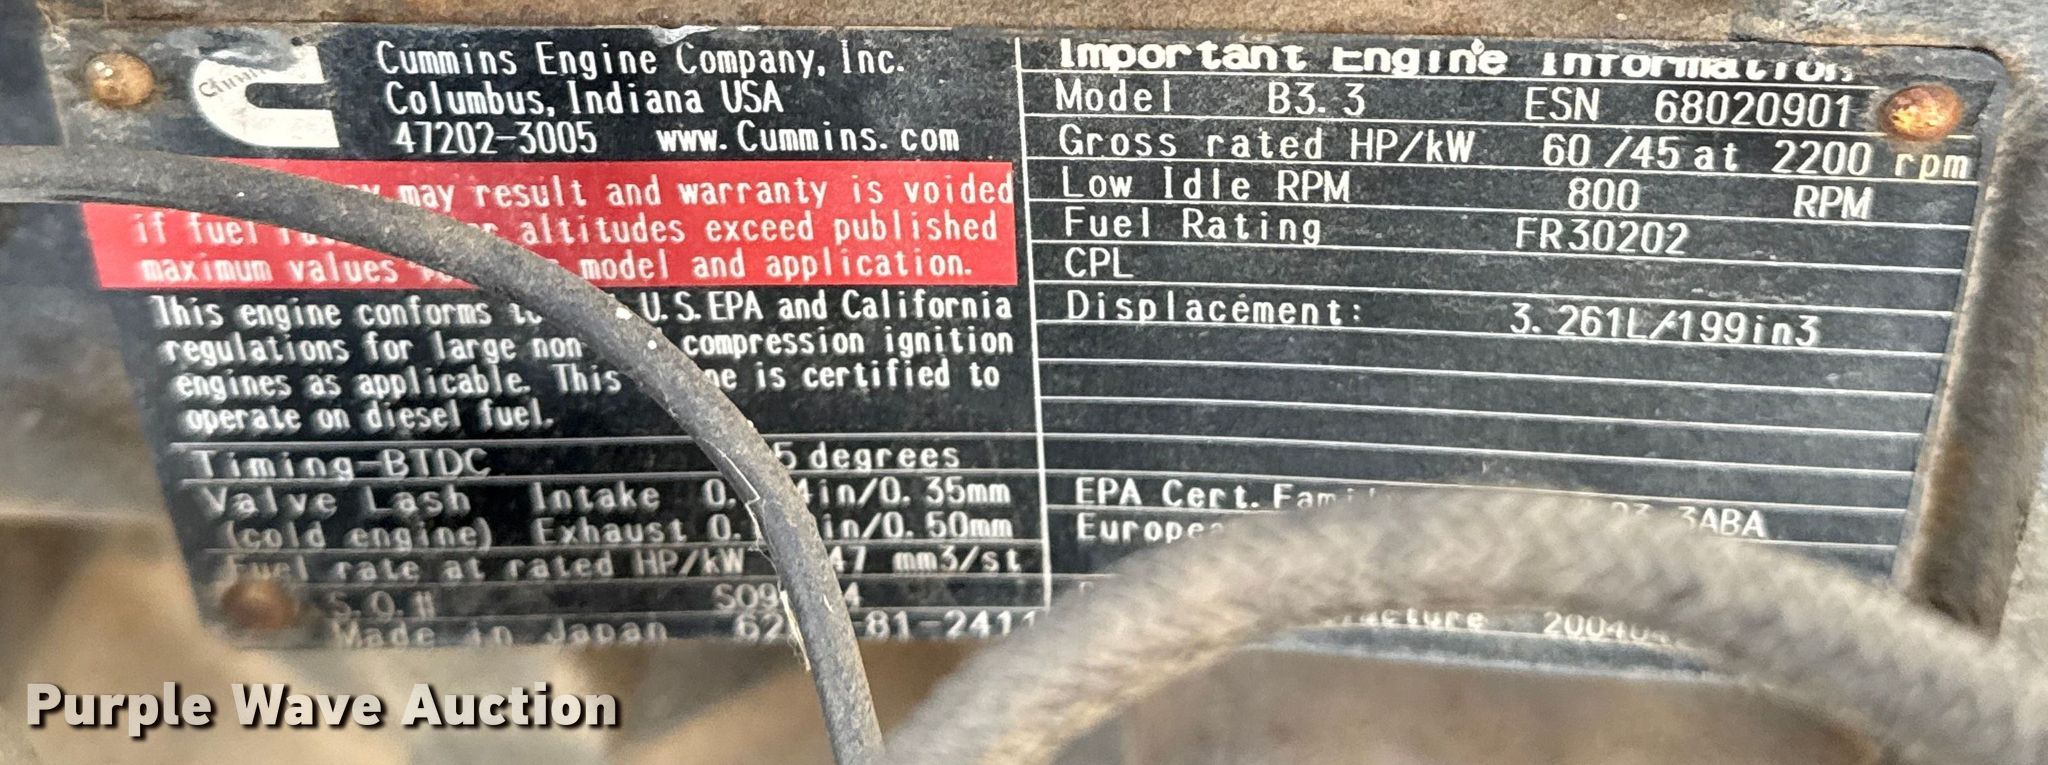 Cummins Engine Company, Inc.
Columbus, Indiana USA
47202-3005 www.Cummins.com
may result and warranty is voided
if fuel altitudes exceed published
maximum values model and application.
This engine conforms U.S.EPA and California
regulations for large non compression ignition
engines as applicable. This is certified to
operate on diesel fuel.
Timing-BTDC degrees
Valve Lash Intake in/0.35mm
(cold engine) Exhaust in/0.50mm
Fuel rate at rated HP/kW 47 mm3/st
S.O.#
Made in Japan
Important Engine Information
Model B3.3 ESN 68020901
Gross rated HP/kW 60/45 at 2200 rpm
Low Idle RPM 800 RPM
Fuel Rating FR30202
CPL
Displacement: 3.261L/199in3
EPA Cert.
Purple Wave Auction